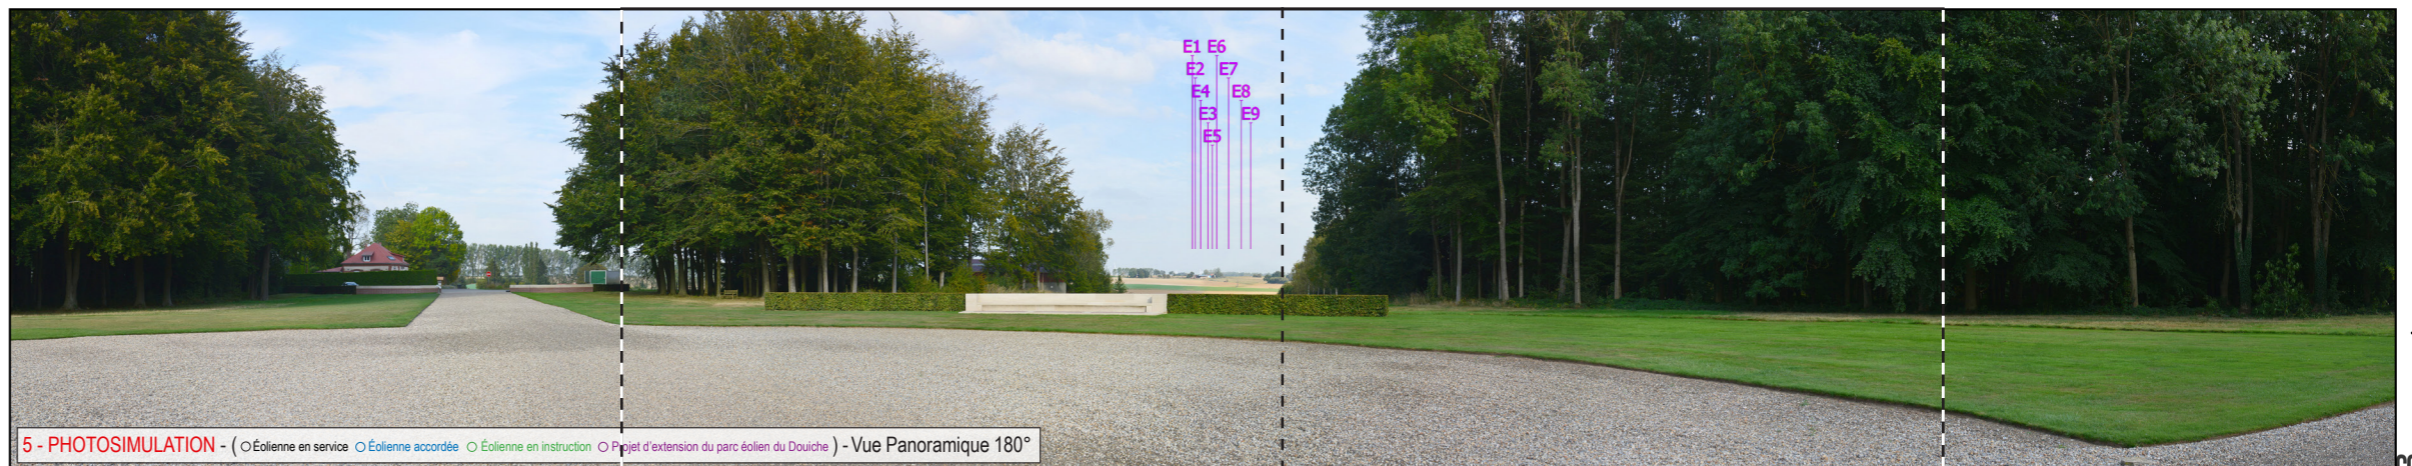 E1 E6
E2 E7
E4 E8
E3 E9
E5
5 - PHOTOSIMULATION - ( Éolienne en service Éolienne accordée Éolienne en instruction Projet d'extension du parc éolien du Douiche ) - Vue Panoramique 180°